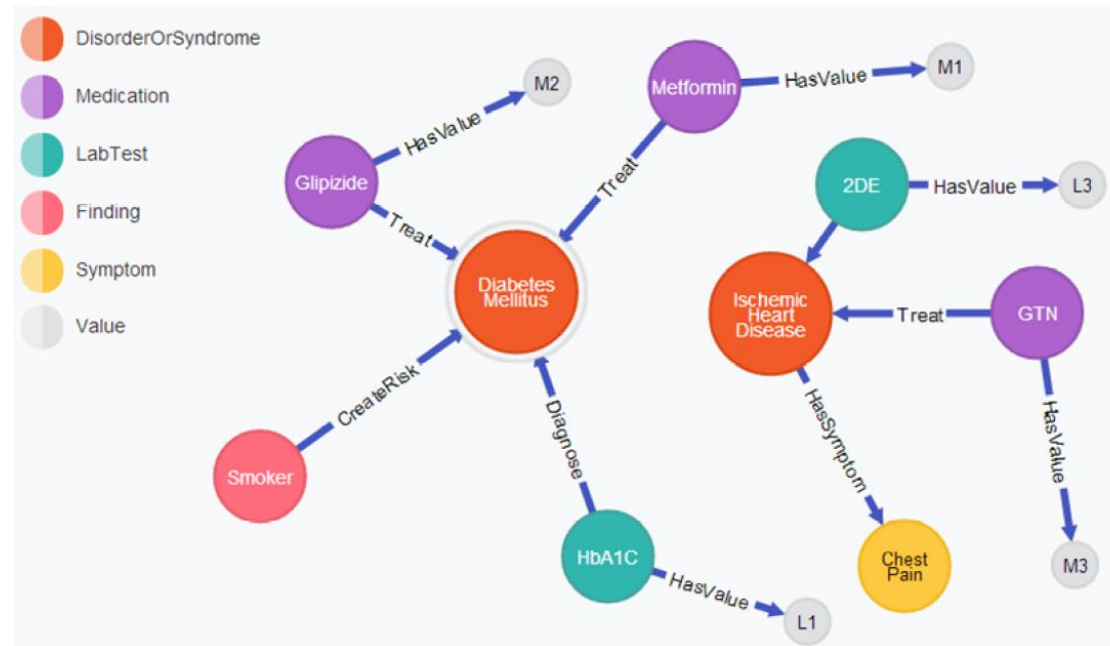 DisorderOrSyndrome
Medication
LabTest
Finding
Symptom
Value
M2
HasValue
Glipizide
Treat
Metformin
HasValue
M1
Treat
2DE
HasValue
L3
Diabetes
Mellitus
Ischemic
Heart
Disease
Treat
GTN
CreateRisk
Smoker
Diagnose
HasSymptom
HasValue
HbA1C
HasValue
L1
Chest
Pain
M3